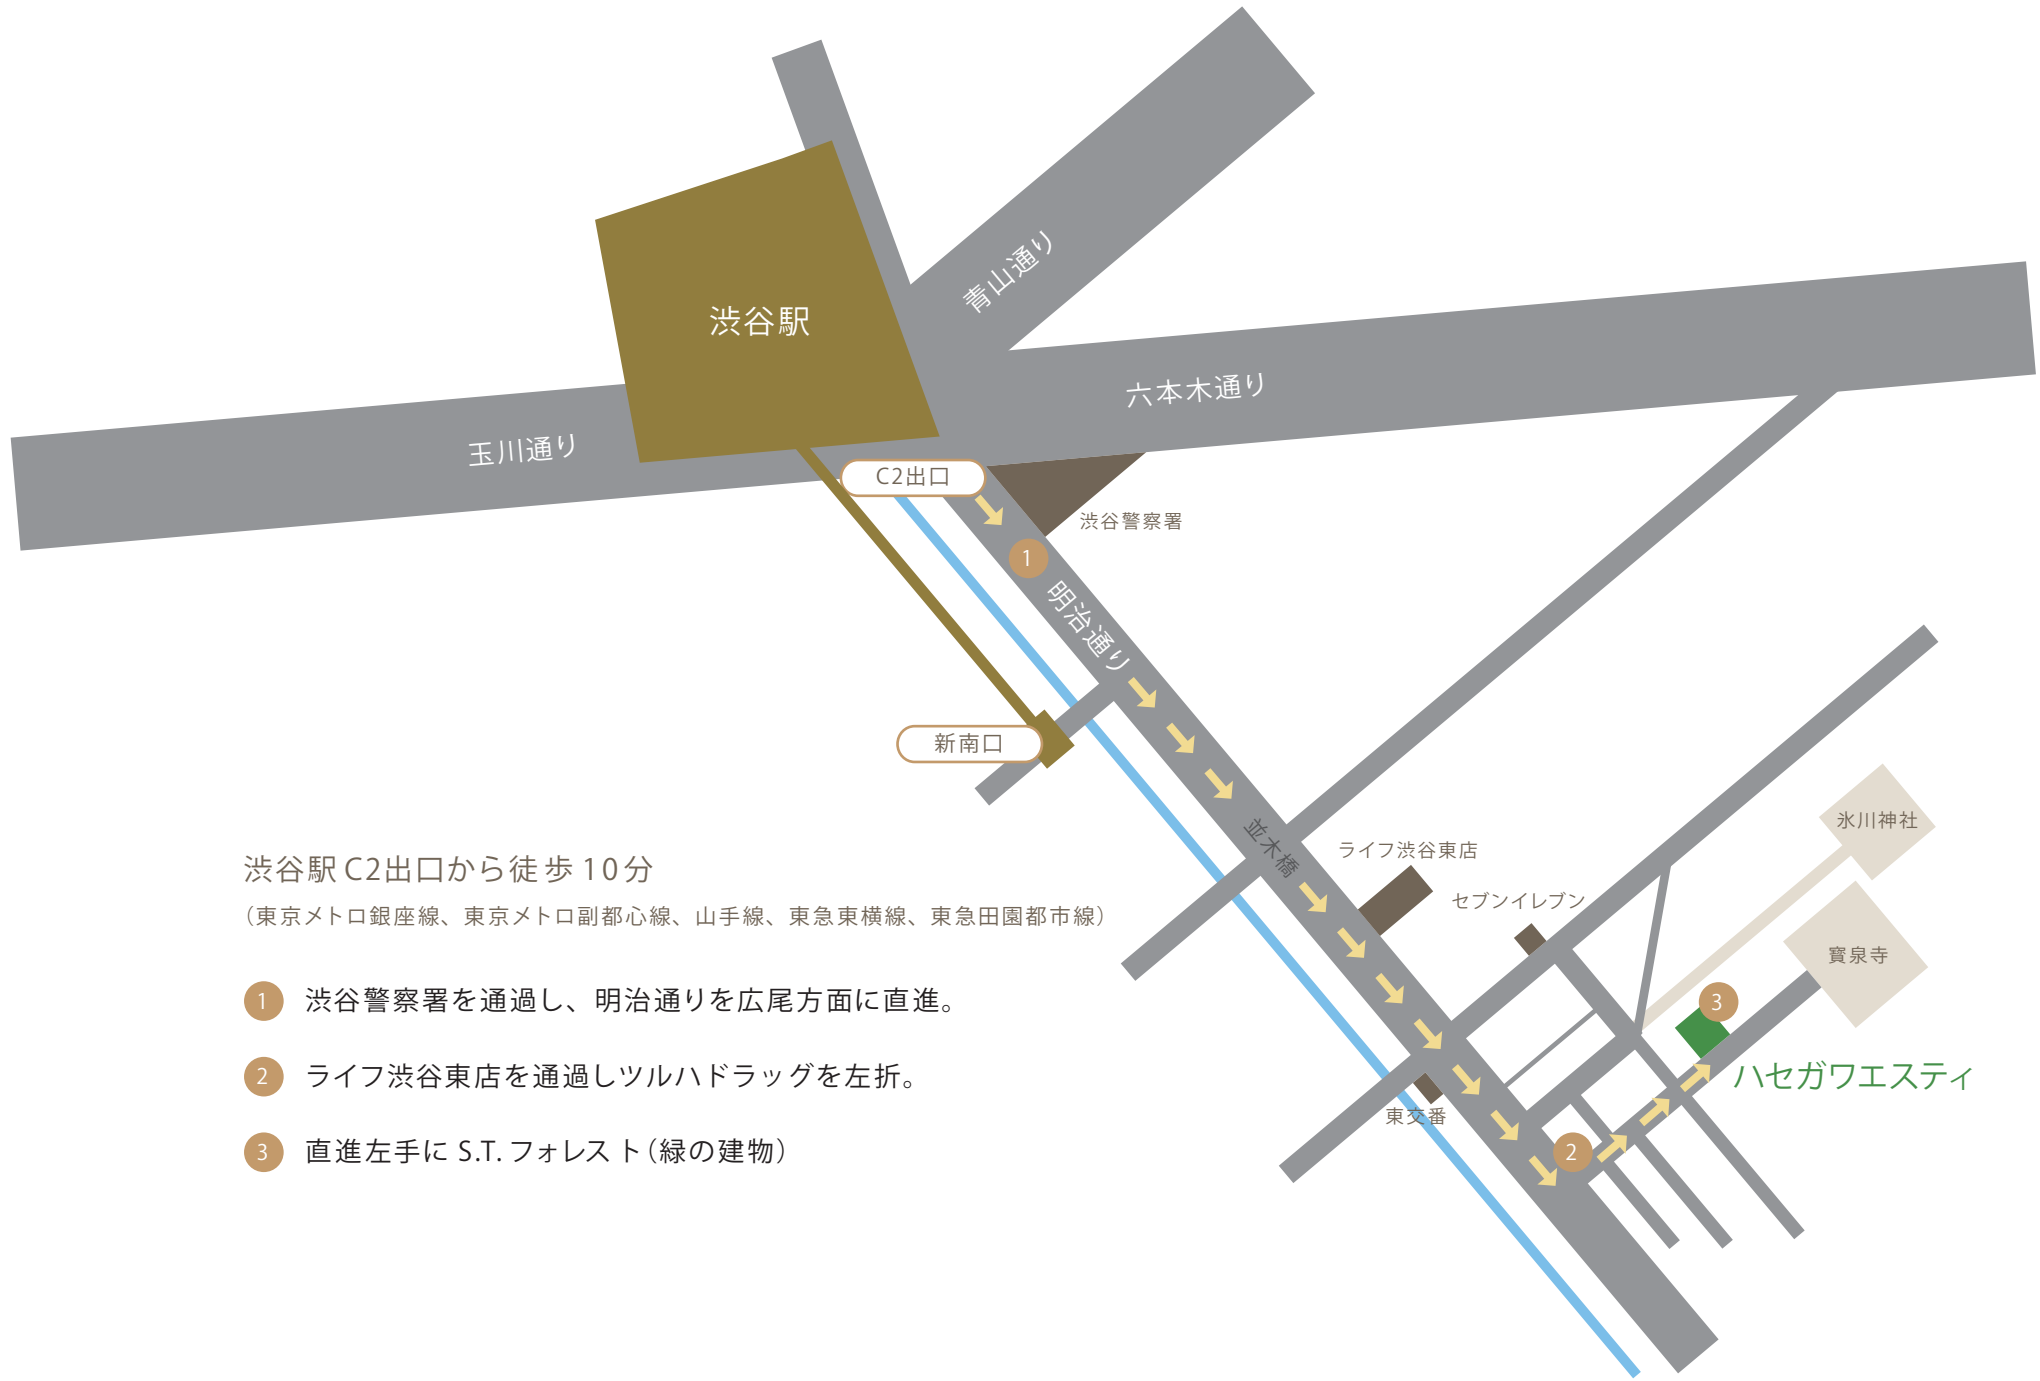 青山通り
渋谷駅
六本木通り
玉川通り
C2出口
渋谷警察署
1
明治通り
新南口
並木橋
ライフ渋谷東店
セブンイレブン
氷川神社
寳泉寺
3
ハセガワエスティ
東交番
2
渋谷駅 C2出口から徒歩 10分
（東京メトロ銀座線、東京メトロ副都心線、山手線、東急東横線、東急田園都市線）
1 渋谷警察署を通過し、明治通りを広尾方面に直進。
2 ライフ渋谷東店を通過しツルハドラッグを左折。
3 直進左手に S.T.フォレスト（緑の建物）